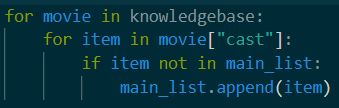 for movie in knowledgebase:
    for item in movie["cast"]:
        if item not in main_list:
            main_list.append(item)